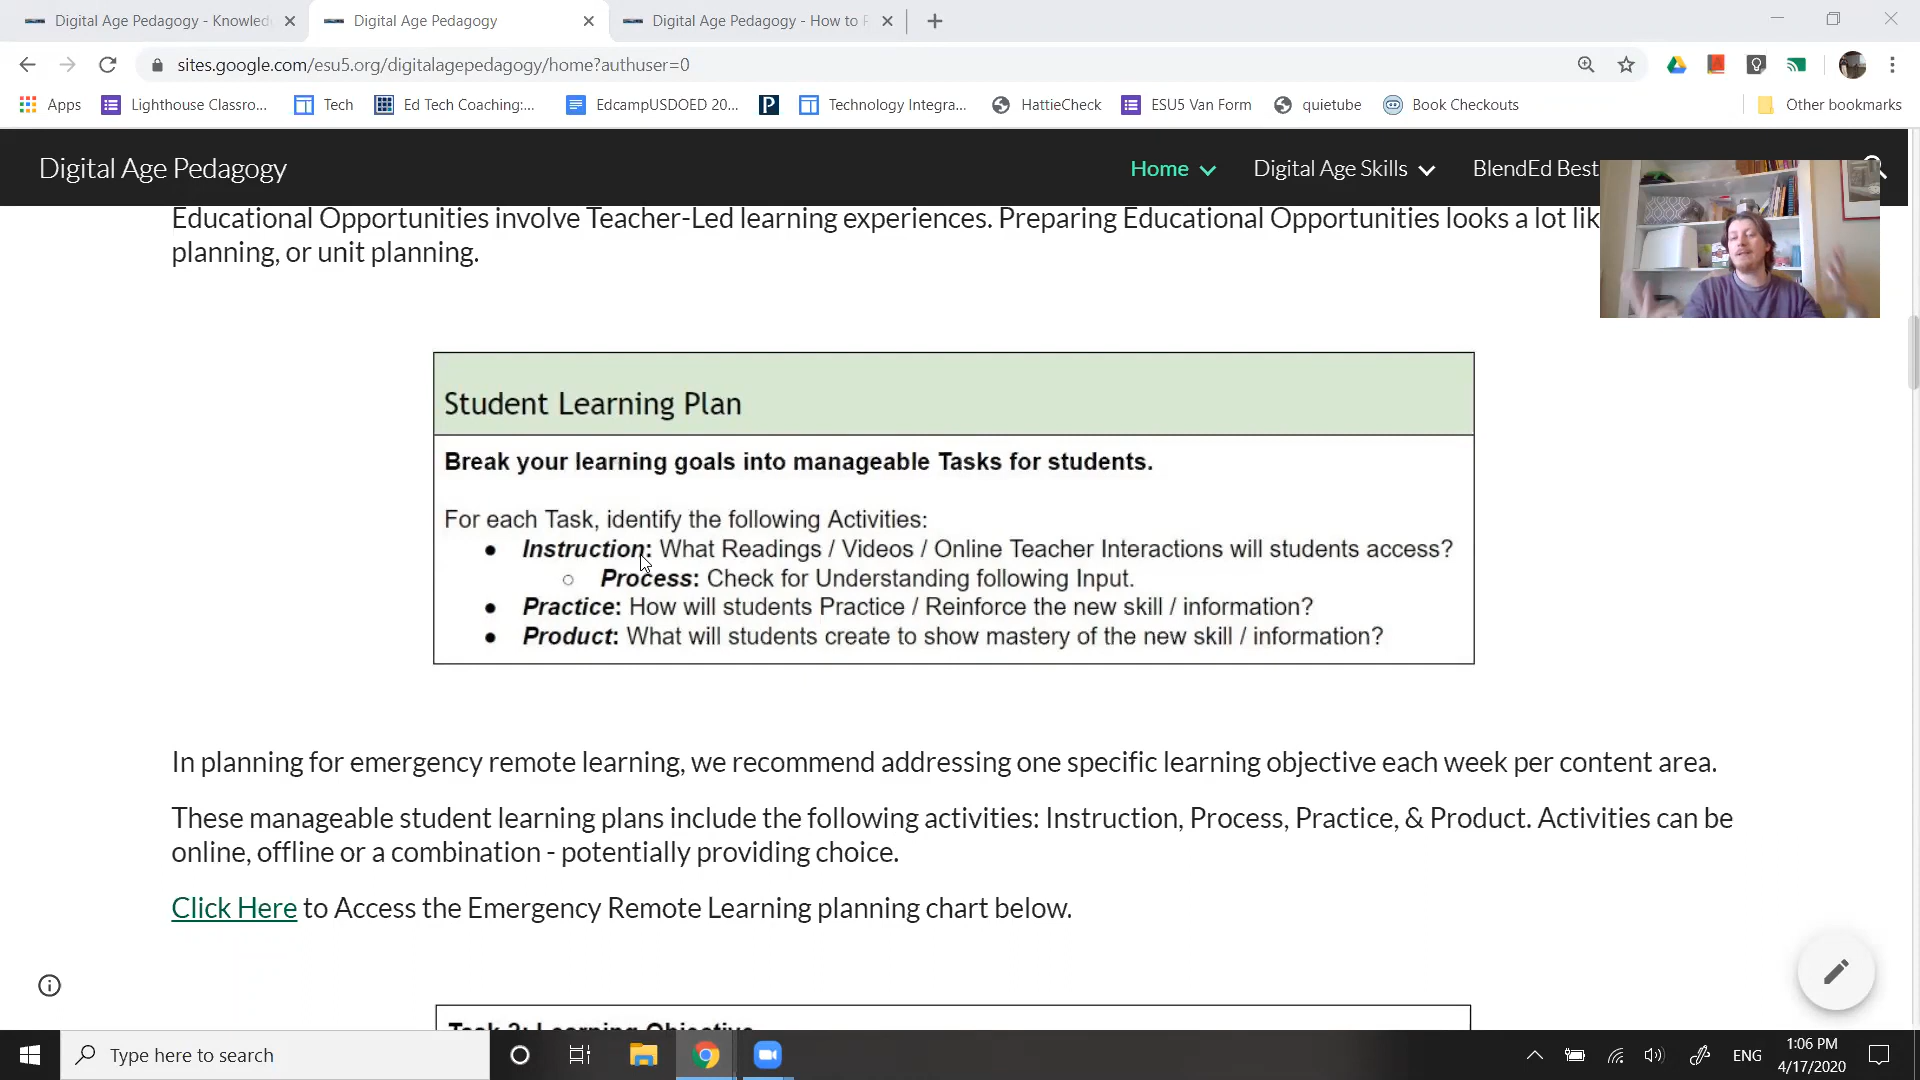 Digital Age Pedagogy - Knowled
Digital Age Pedagogy
Digital Age Pedagogy - How to
sites.google.com/esu5.org/digitalagepedagogy/home?authuser=0
Apps
Lighthouse Classro...
Tech
Ed Tech Coaching:...
EdcampUSDOED 20...
Technology Integra...
HattieCheck
ESU5 Van Form
quietube
Book Checkouts
Other bookmarks
Digital Age Pedagogy
Home
Digital Age Skills
BlendEd Best
Educational Opportunities involve Teacher-Led learning experiences. Preparing Educational Opportunities looks a lot lik
planning, or unit planning.
Student Learning Plan
Break your learning goals into manageable Tasks for students.
For each Task, identify the following Activities:
● Instruction: What Readings / Videos / Online Teacher Interactions will students access?
○ Process: Check for Understanding following Input.
● Practice: How will students Practice / Reinforce the new skill / information?
● Product: What will students create to show mastery of the new skill / information?
In planning for emergency remote learning, we recommend addressing one specific learning objective each week per content area.
These manageable student learning plans include the following activities: Instruction, Process, Practice, & Product. Activities can be
online, offline or a combination - potentially providing choice.
Click Here to Access the Emergency Remote Learning planning chart below.
Task 2: Learning Objective
Type here to search
ENG
1:06 PM
4/17/2020